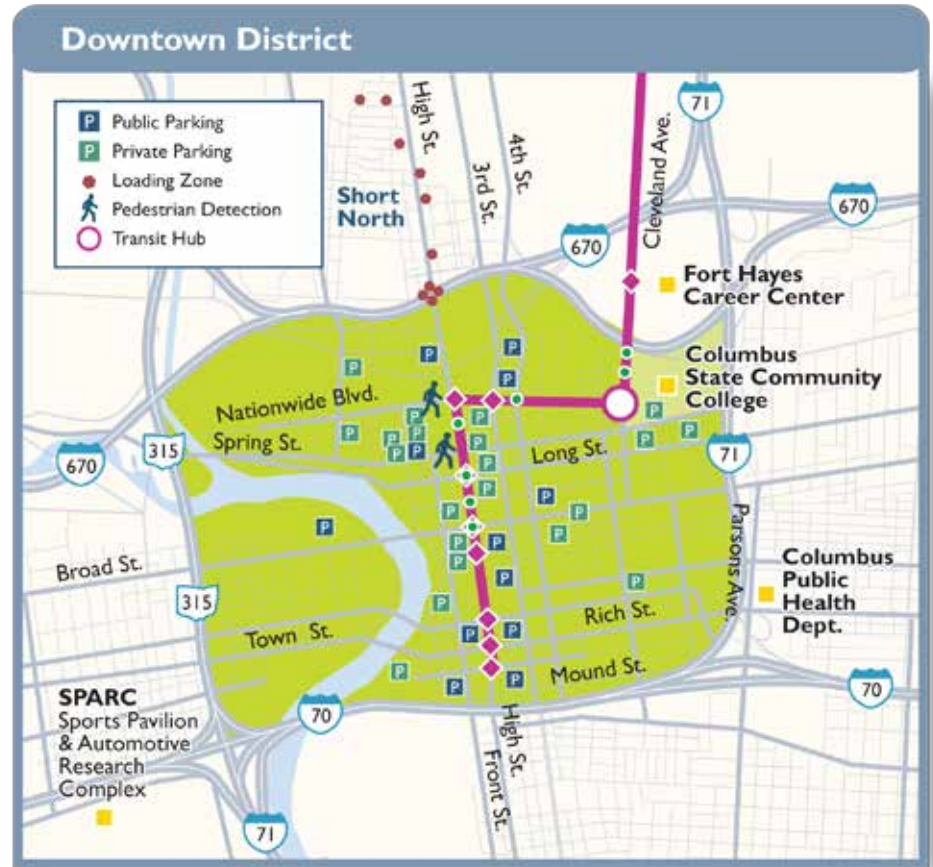 Downtown District
P Public Parking
P Private Parking
Loading Zone
Pedestrian Detection
Transit Hub
High St.
3rd St.
4th St.
Cleveland Ave.
71
670
670
Short
North
Fort Hayes
Career Center
Columbus
State Community
College
Nationwide Blvd.
Spring St.
Long St.
315
670
71
Broad St.
Parsons Ave.
Columbus
Public
Health
Dept.
315
Town St.
Rich St.
Mound St.
SPARC
Sports Pavilion
& Automotive
Research
Complex
70
70
High St.
Front St.
71